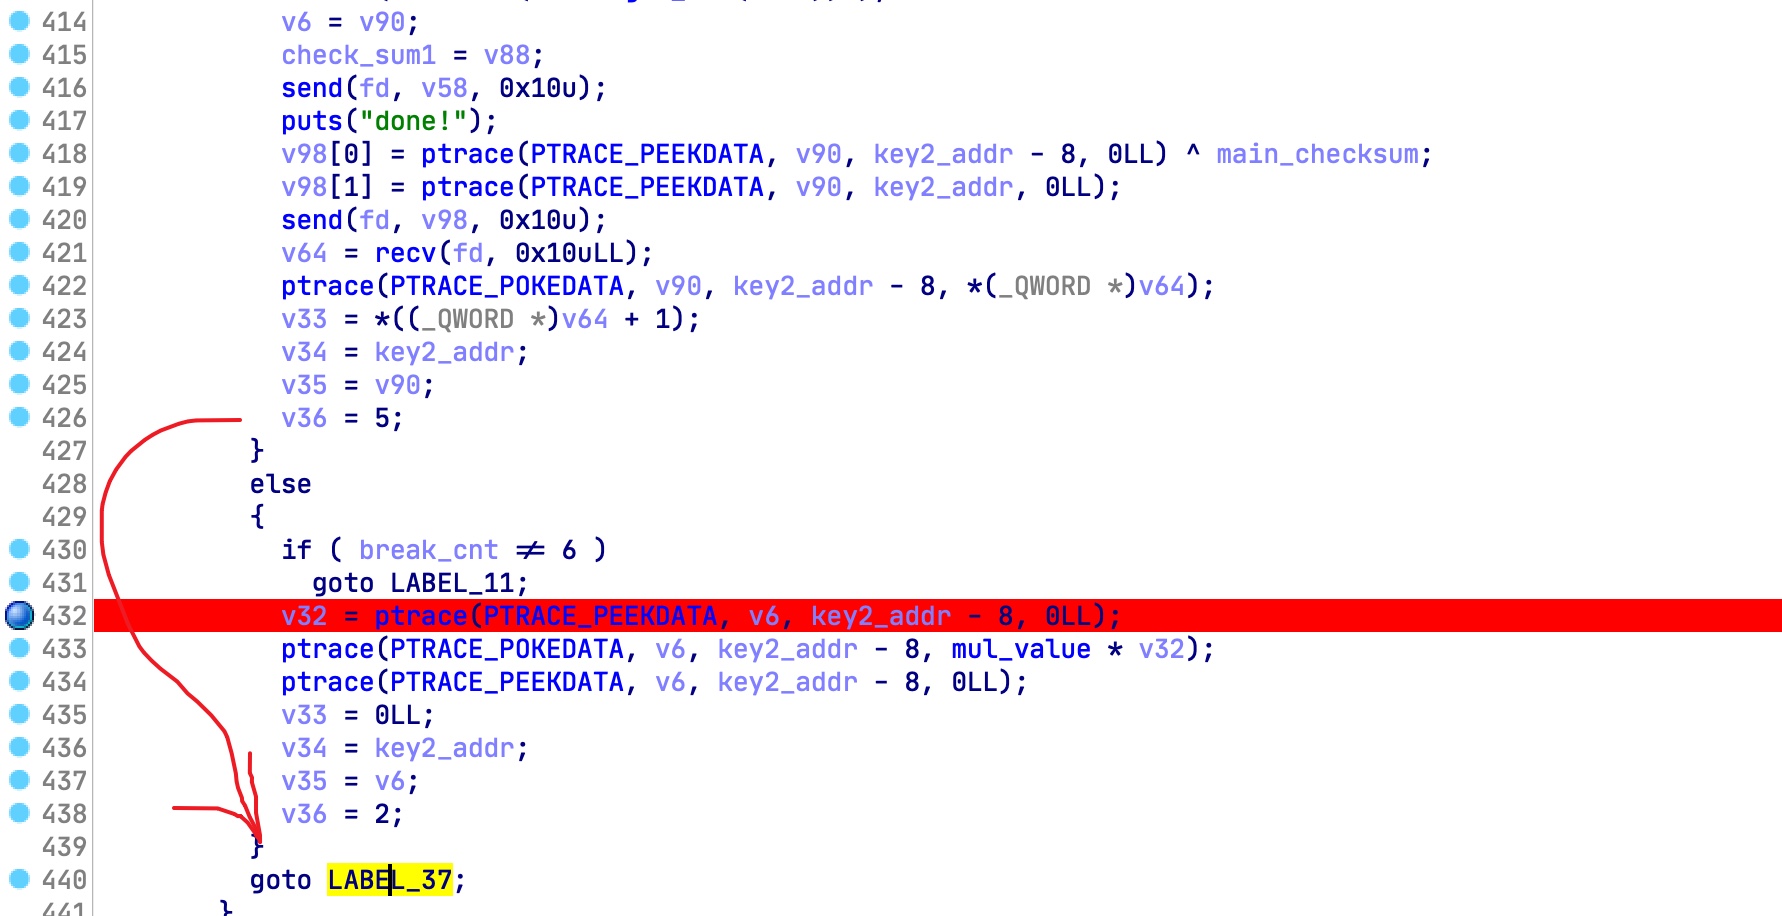 414 v6 = v90;
415 check_sum1 = v88;
416 send(fd, v58, 0x10u);
417 puts("done!");
418 v98[0] = ptrace(PTRACE_PEEKDATA, v90, key2_addr - 8, 0LL) ^ main_checksum;
419 v98[1] = ptrace(PTRACE_PEEKDATA, v90, key2_addr, 0LL);
420 send(fd, v98, 0x10u);
421 v64 = recv(fd, 0x10uLL);
422 ptrace(PTRACE_POKEDATA, v90, key2_addr - 8, *(_QWORD *)v64);
423 v33 = *((_QWORD *)v64 + 1);
424 v34 = key2_addr;
425 v35 = v90;
426 v36 = 5;
427 }
428 else
429 {
430 if ( break_cnt ≠ 6 )
431 goto LABEL_11;
432 v32 = ptrace(PTRACE_PEEKDATA, v6, key2_addr - 8, 0LL);
433 ptrace(PTRACE_POKEDATA, v6, key2_addr - 8, mul_value * v32);
434 ptrace(PTRACE_PEEKDATA, v6, key2_addr - 8, 0LL);
435 v33 = 0LL;
436 v34 = key2_addr;
437 v35 = v6;
438 v36 = 2;
439 }
440 goto LABEL_37;
441 }